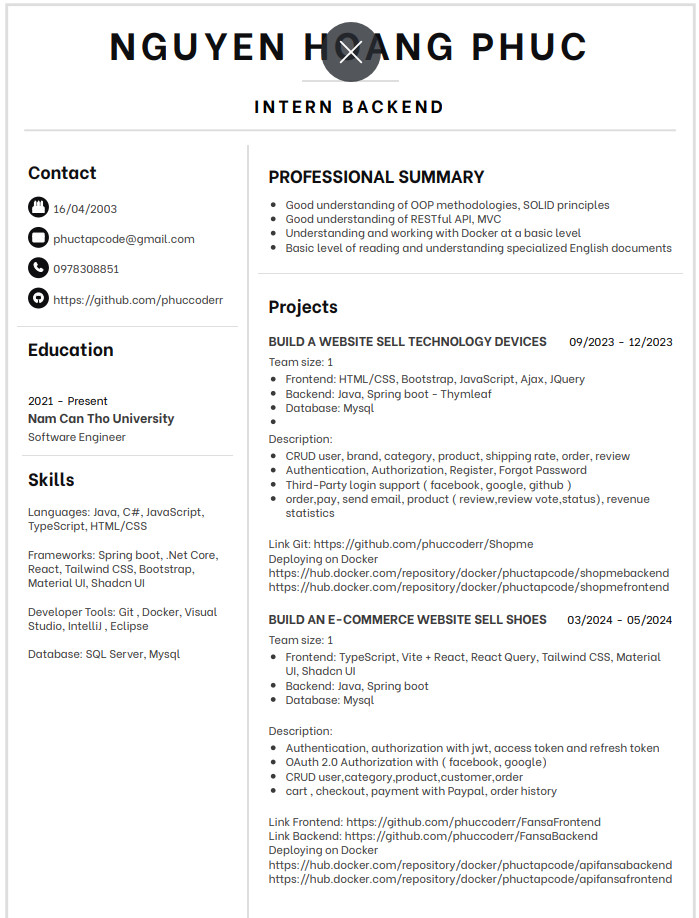 NGUYEN HOANG PHUC
INTERN BACKEND
Contact
16/04/2003
phuctapcode@gmail.com
0978308851
https://github.com/phuccoderr
Education
2021 - Present
Nam Can Tho University
Software Engineer
Skills
Languages: Java, C#, JavaScript,
TypeScript, HTML/CSS
Frameworks: Spring boot, .Net Core,
React, Tailwind CSS, Bootstrap,
Material UI, Shadcn UI
Developer Tools: Git , Docker, Visual
Studio, IntelliJ , Eclipse
Database: SQL Server, Mysql
PROFESSIONAL SUMMARY
• Good understanding of OOP methodologies, SOLID principles
• Good understanding of RESTful API, MVC
• Understanding and working with Docker at a basic level
• Basic level of reading and understanding specialized English documents
Projects
BUILD A WEBSITE SELL TECHNOLOGY DEVICES 09/2023 - 12/2023
Team size: 1
• Frontend: HTML/CSS, Bootstrap, JavaScript, Ajax, JQuery
• Backend: Java, Spring boot - Thymleaf
• Database: Mysql
•
Description:
• CRUD user, brand, category, product, shipping rate, order, review
• Authentication, Authorization, Register, Forgot Password
• Third-Party login support ( facebook, google, github )
• order,pay, send email, product ( review,review vote,status), revenue
statistics
Link Git: https://github.com/phuccoderr/Shopme
Deploying on Docker
https://hub.docker.com/repository/docker/phuctapcode/shopmebackend
https://hub.docker.com/repository/docker/phuctapcode/shopmefrontend
BUILD AN E-COMMERCE WEBSITE SELL SHOES 03/2024 - 05/2024
Team size: 1
• Frontend: TypeScript, Vite + React, React Query, Tailwind CSS, Material
UI, Shadcn UI
• Backend: Java, Spring boot
• Database: Mysql
Description:
• Authentication, authorization with jwt, access token and refresh token
• OAuth 2.0 Authorization with ( facebook, google)
• CRUD user,category,product,customer,order
• cart , checkout, payment with Paypal, order history
Link Frontend: https://github.com/phuccoderr/FansaFrontend
Link Backend: https://github.com/phuccoderr/FansaBackend
Deploying on Docker
https://hub.docker.com/repository/docker/phuctapcode/apifansabackend
https://hub.docker.com/repository/docker/phuctapcode/apifansafrontend